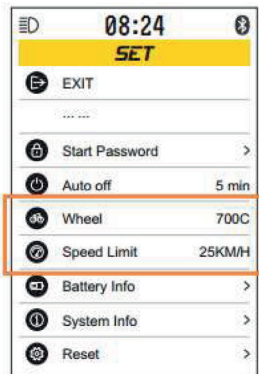 08:24
SET
EXIT
... ...
Start Password >
Auto off 5 min
Wheel 700C
Speed Limit 25KM/H
Battery Info >
System Info >
Reset >